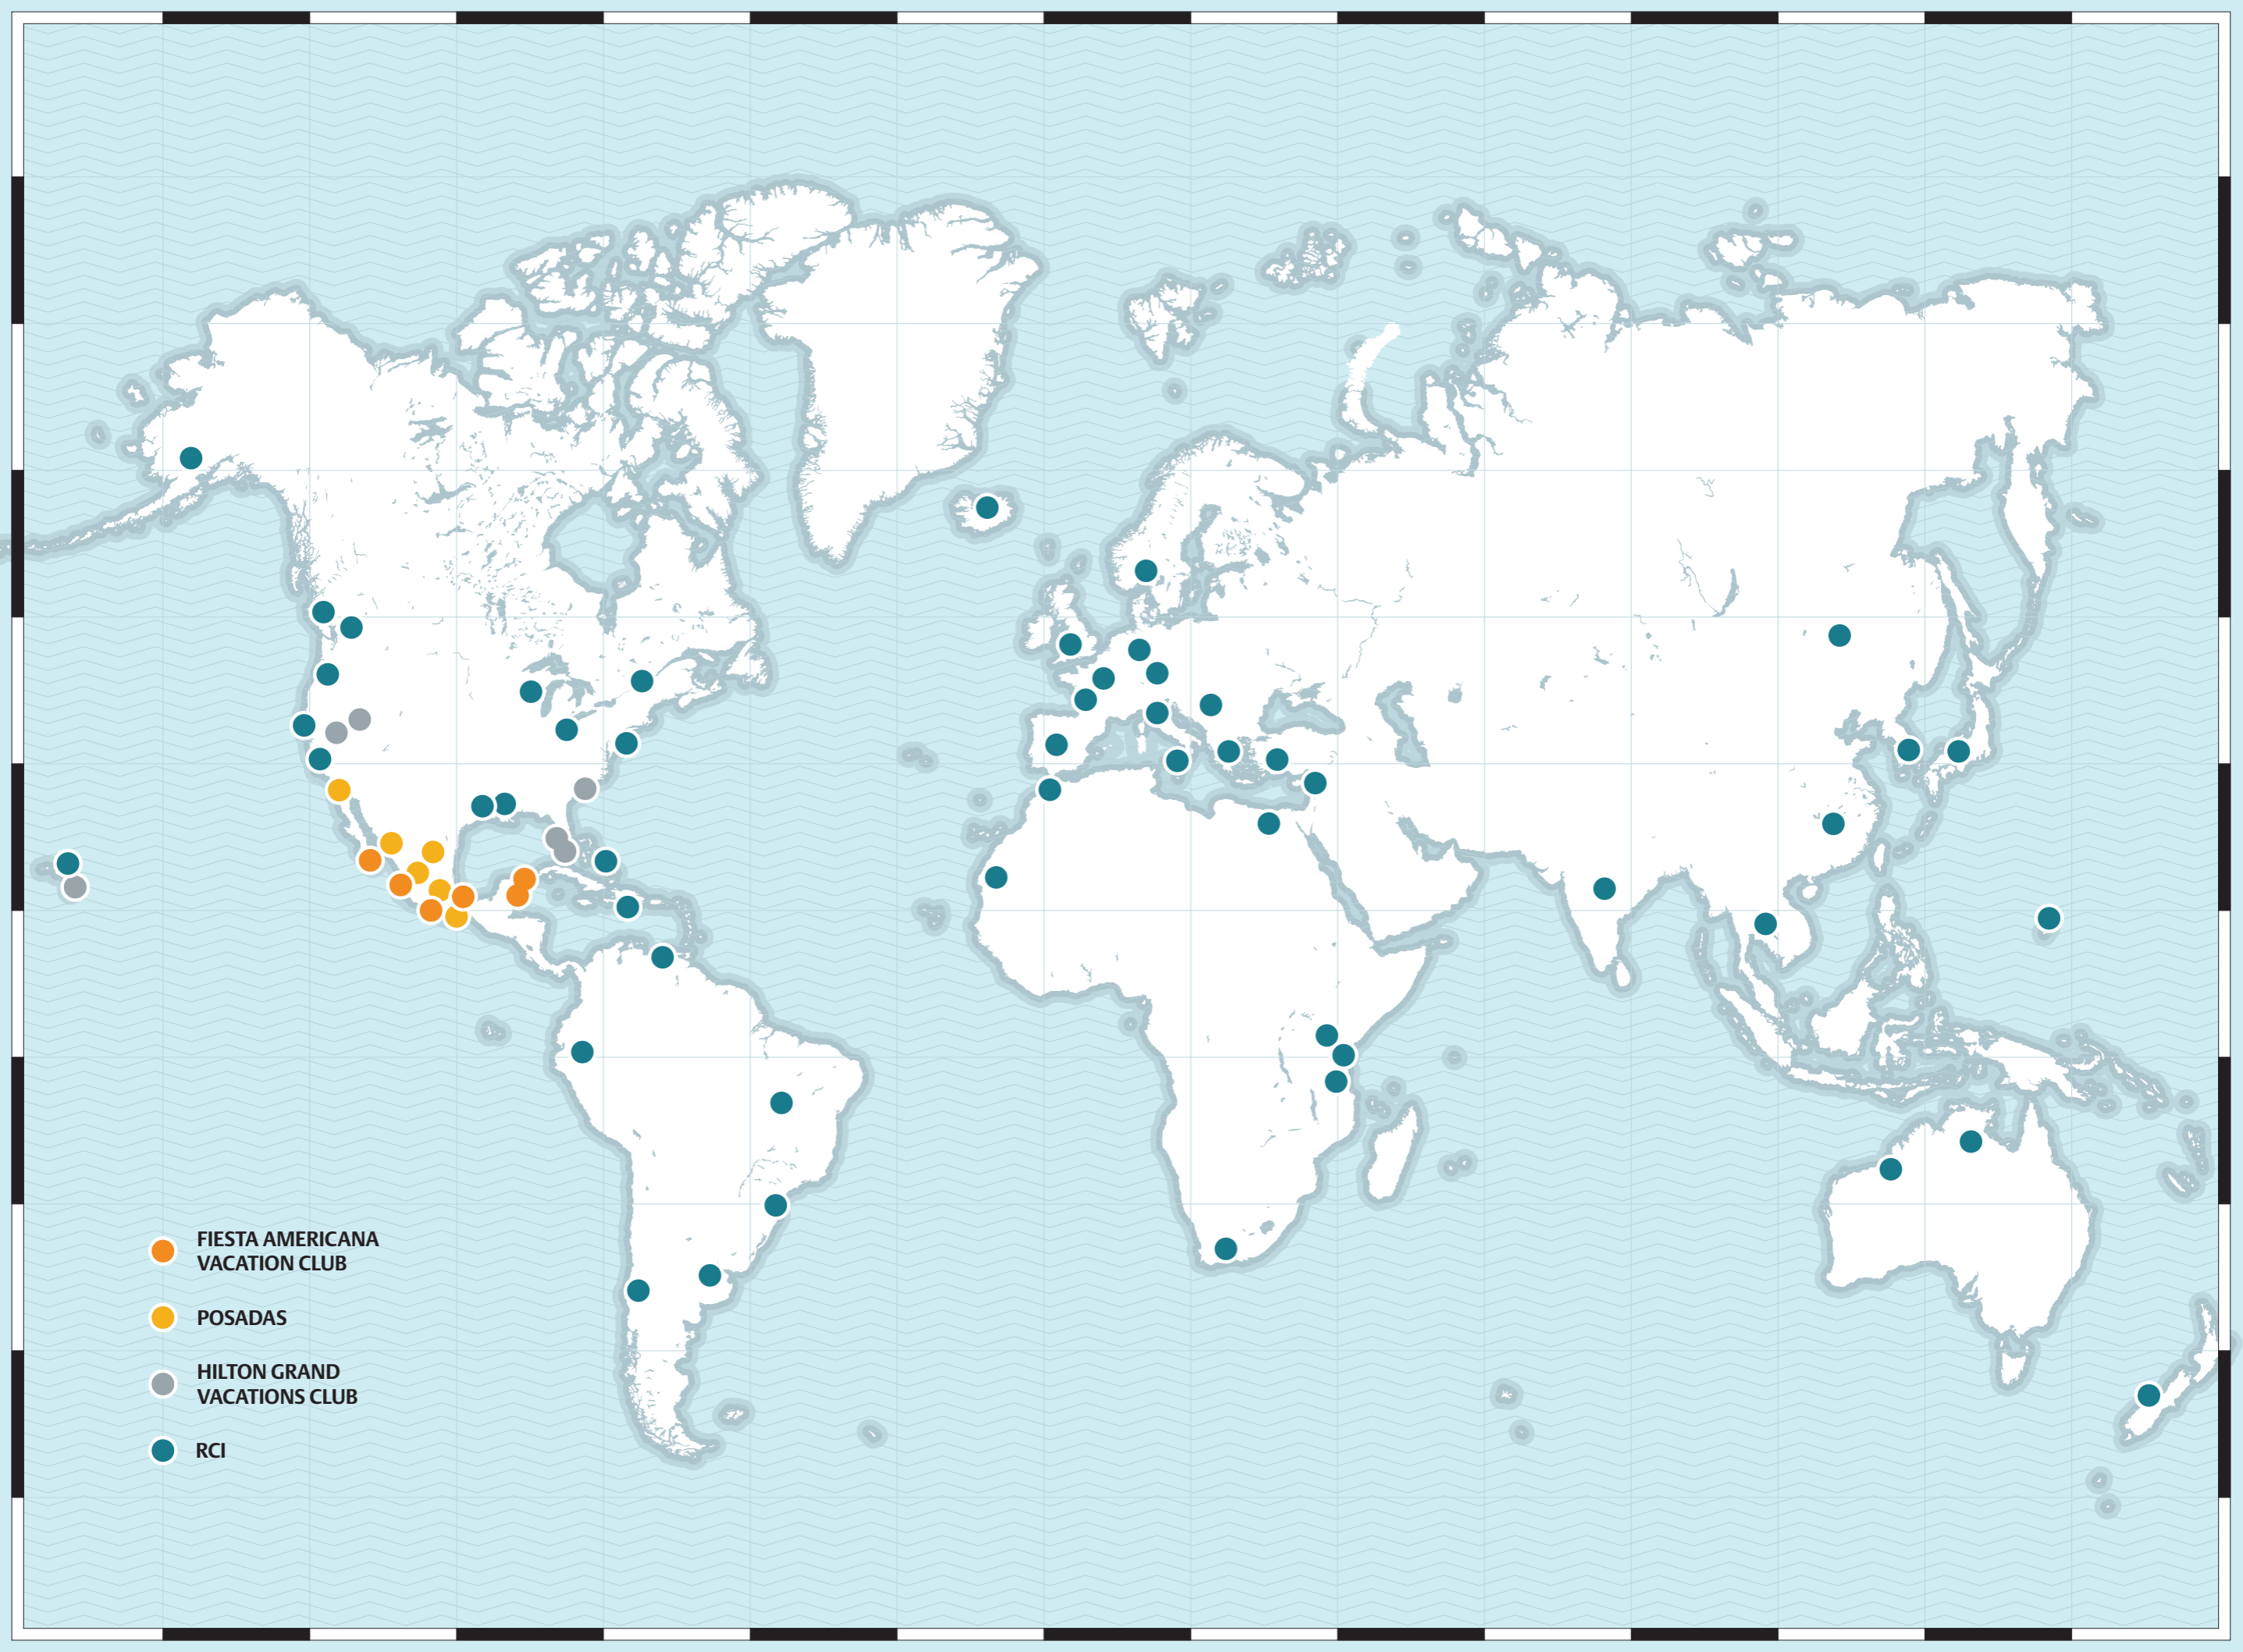 FIESTA AMERICANA
VACATION CLUB
POSADAS
HILTON GRAND
VACATIONS CLUB
RCI